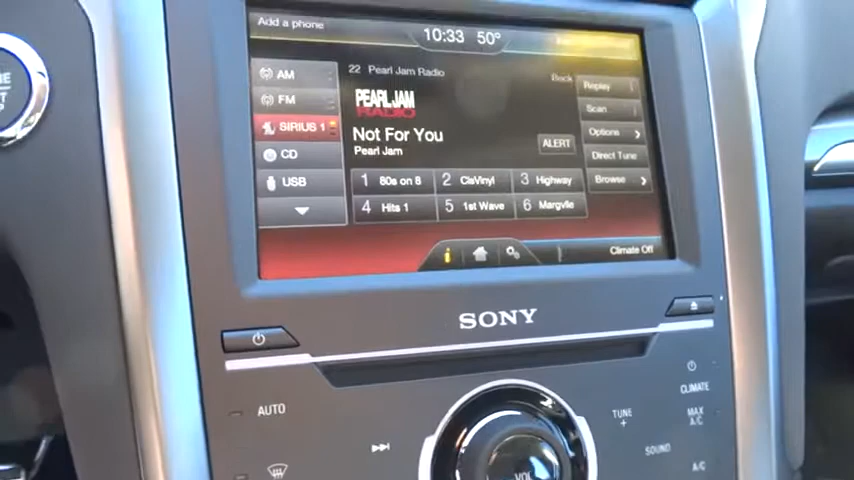 Add a phone
10:33 50°
AM
FM
SIRIUS 1
CD
USB
22 Pearl Jam Radio
Back
PEARL JAM
RADIO
Not For You
Pearl Jam
ALERT
Replay
Scan
Options
Direct Tune
Browse
1 80s on 8
2 ClsVinyl
3 Highway
4 Hits 1
5 1st Wave
6 Margvlle
i
Climate Off
SONY
AUTO
VOL
TUNE
+
SOUND
CLIMATE
MAX
A/C
A/C